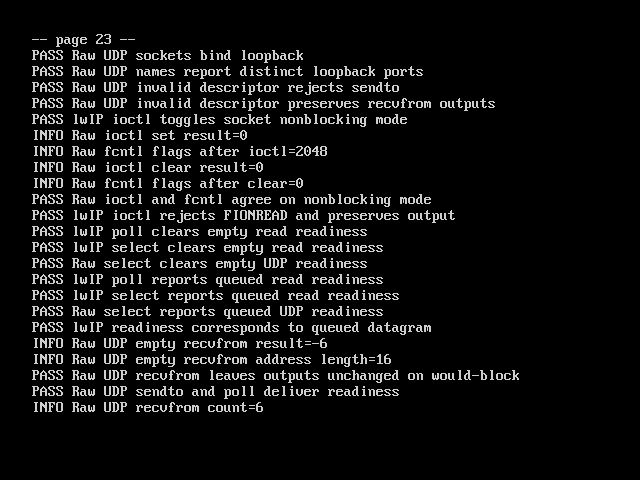 -- page 23 --
PASS Raw UDP sockets bind loopback
PASS Raw UDP names report distinct loopback ports
PASS Raw UDP invalid descriptor rejects sendto
PASS Raw UDP invalid descriptor preserves recvfrom outputs
PASS lwIP ioctl toggles socket nonblocking mode
INFO Raw ioctl set result=0
INFO Raw fcntl flags after ioctl=2048
INFO Raw ioctl clear result=0
INFO Raw fcntl flags after clear=0
PASS Raw ioctl and fcntl agree on nonblocking mode
PASS lwIP ioctl rejects FIONREAD and preserves output
PASS lwIP poll clears empty read readiness
PASS lwIP select clears empty read readiness
PASS Raw select clears empty UDP readiness
PASS lwIP poll reports queued read readiness
PASS lwIP select reports queued read readiness
PASS Raw select reports queued UDP readiness
PASS lwIP readiness corresponds to queued datagram
INFO Raw UDP empty recvfrom result=-6
INFO Raw UDP empty recvfrom address length=16
PASS Raw UDP recvfrom leaves outputs unchanged on would-block
PASS Raw UDP sendto and poll deliver readiness
INFO Raw UDP recvfrom count=6